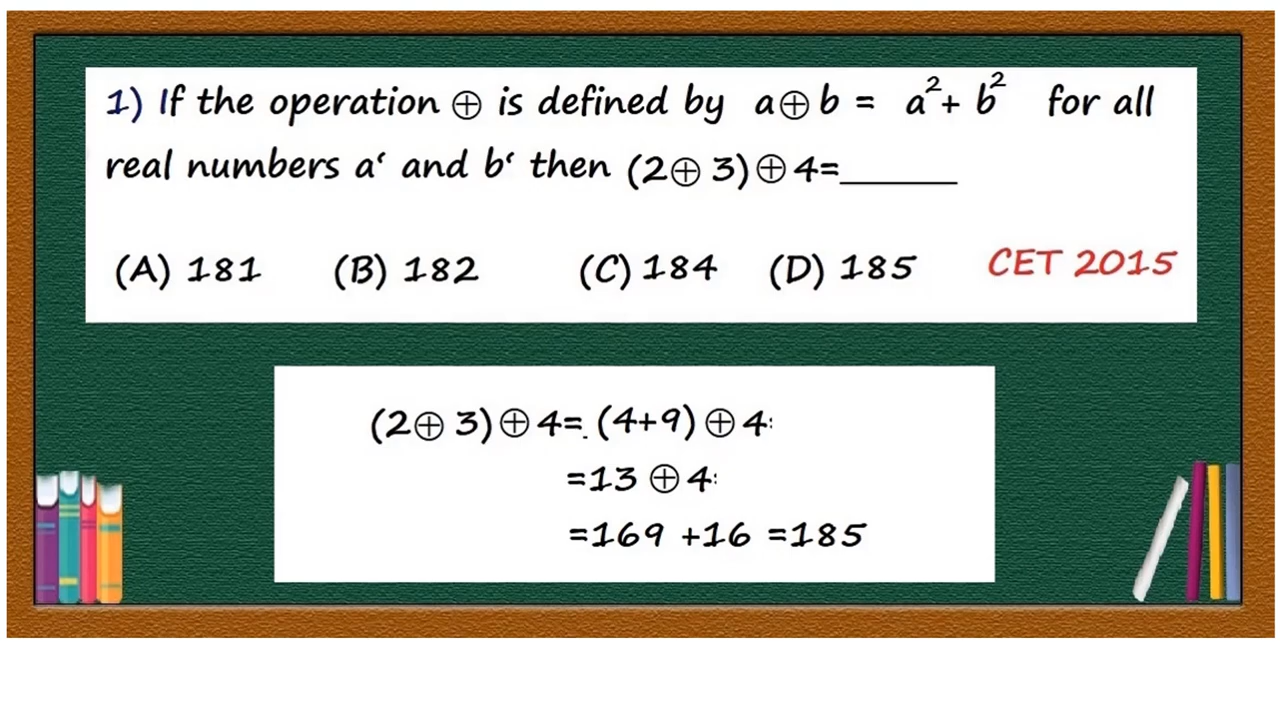 1) If the operation ⊕ is defined by a⊕b = a²+ b² for all
real numbers a‘ and b‘ then (2⊕ 3)⊕4=______
(A) 181 (B) 182 (C) 184 (D) 185 CET 2015
(2⊕ 3)⊕4= (4+9)⊕4
=13 ⊕4
=169 +16 =185